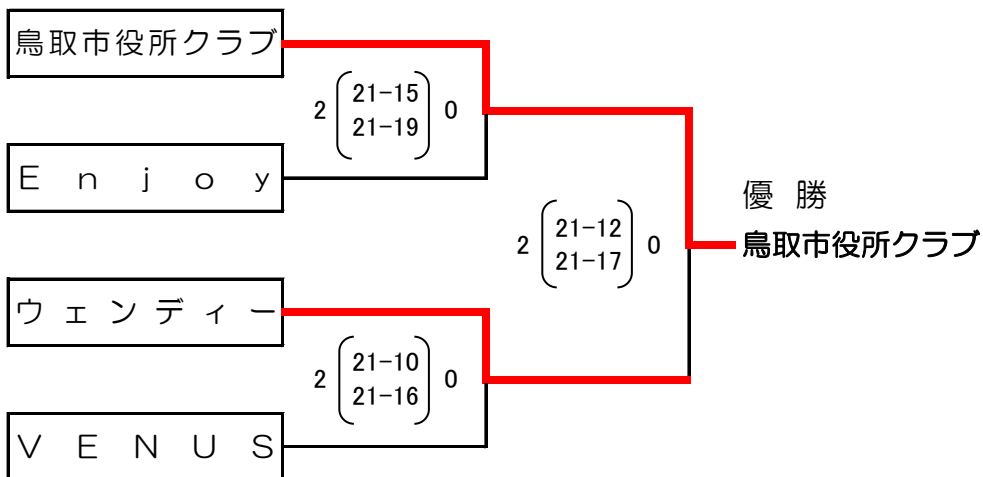 鳥取市役所クラブ
2 21-15 0
21-19
Enjoy
優勝
2 21-12 0
21-17
鳥取市役所クラブ
ウェンディー
2 21-10 0
21-16
VENUS